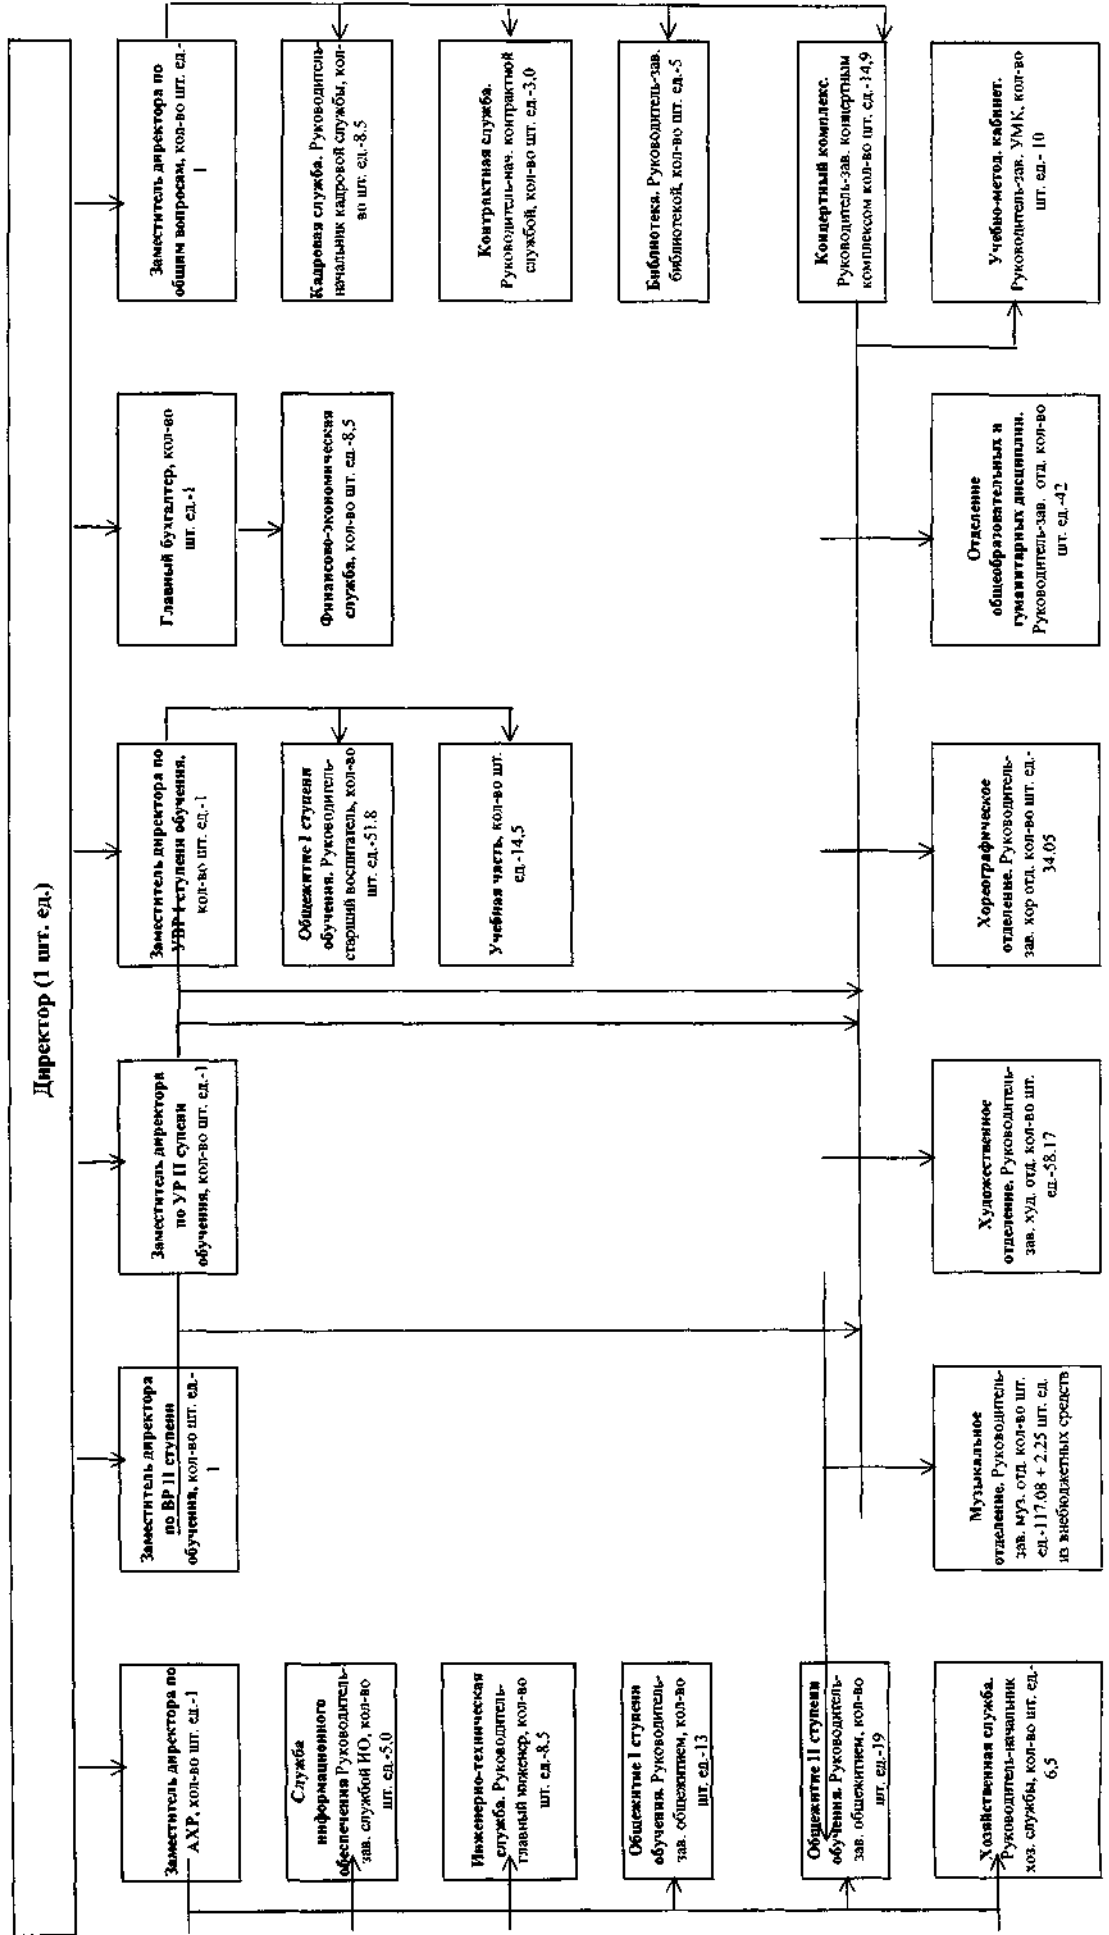 Директор (1 шт. ед.)
Заместитель директора по
АХР, кол-во шт. ед.-1
Заместитель директора
по ВР II ступени
обучения, кол-во шт. ед.-
1
Заместитель директора
по УР II супени
обучения, кол-во шт. ед.-1
Заместитель директора по
УВР I ступени обучения,
кол-во шт. ед.-1
Главный бухгалтер, кол-во
шт. ед.-1
Заместитель директора по
общим вопросам, кол-во шт. ед.-
1
Служба
информационного
обеспечения Руководитель-
зав. службой ИО, кол-во
шт. ед.-5,0
Общежитие I ступени
обучения. Руководитель-
старший воспитатель, кол-во
шт. ед.-51.8
Финансово-экономическая
служба, кол-во шт. ед.-8,5
Кадровая служба. Руководитель-
начальник кадровой службы, кол-
во шт. ед.-8.5
Инженерно-техническая
служба. Руководитель-
главный инженер, кол-во
шт. ед.-8,5
Учебная часть, кол-во шт.
ед.-14,5
Контрактная служба.
Руководитель-нач. контрактной
службой, кол-во шт. ед.-3,0
Общежитие I ступени
обучения. Руководитель-
зав. общежитием, кол-во
шт. ед.-13
Библиотека. Руководитель-зав.
библиотекой, кол-во шт. ед.-5
Общежитие II ступени
обучения. Руководитель-
зав. общежитием, кол-во
шт. ед.-19
Концертный комплекс.
Руководитель-зав. концертным
комплексом кол-во шт. ед.-14,9
Хозяйственная служба.
Руководитель-начальник
хоз. службы, кол-во шт. ед.-
6,5
Музыкальное
отделение. Руководитель-
зав. муз. отд. кол-во шт.
ед.-117.08 + 2.25 шт. ед.
из внебюджетных средств
Художественное
отделение. Руководитель-
зав. худ. отд. кол-во шт.
ед.-58.17
Хореографическое
отделение. Руководитель-
зав. хор отд. кол-во шт. ед.-
34.05
Отделение
общеобразовательных и
гуманитарных дисциплин.
Руководитель-зав. отд. кол-во
шт. ед.-42
Учебно-метод. кабинет.
Руководитель-зав. УМК, кол-во
шт. ед.- 10